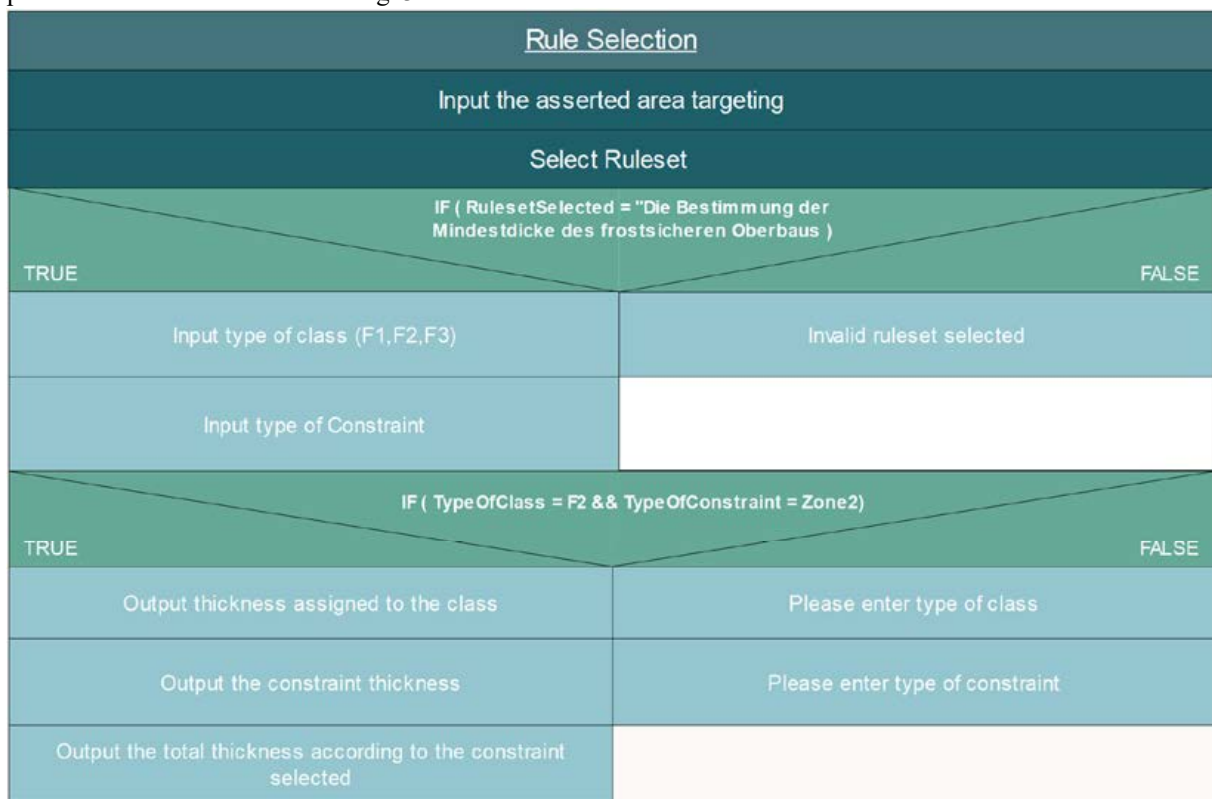 Rule Selection
Input the asserted area targeting
Select Ruleset
IF ( RulesetSelected = "Die Bestimmung der
Mindestdicke des frostsicheren Oberbaus )
TRUE
FALSE
Input type of class (F1,F2,F3)
Invalid ruleset selected
Input type of Constraint
IF ( TypeOfClass = F2 && TypeOfConstraint = Zone2)
TRUE
FALSE
Output thickness assigned to the class
Please enter type of class
Output the constraint thickness
Please enter type of constraint
Output the total thickness according to the constraint
selected